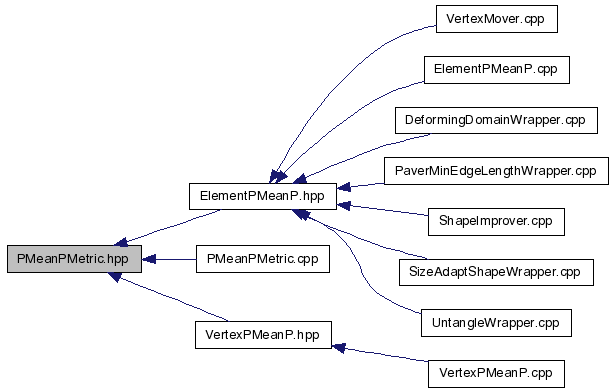 VertexMover.cpp
ElementPMeanP.cpp
DeformingDomainWrapper.cpp
PaverMinEdgeLengthWrapper.cpp
ElementPMeanP.hpp
ShapeImprover.cpp
PMeanPMetric.hpp
PMeanPMetric.cpp
SizeAdaptShapeWrapper.cpp
UntangleWrapper.cpp
VertexPMeanP.hpp
VertexPMeanP.cpp